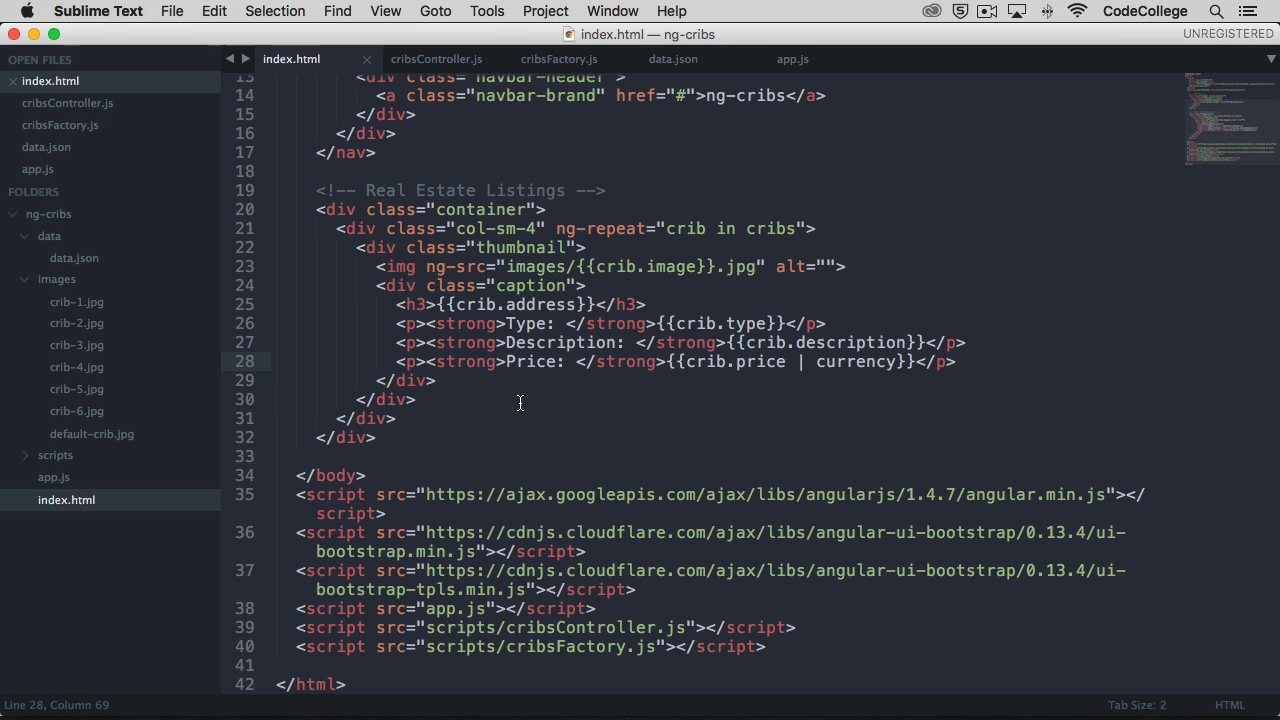 Sublime Text File Edit Selection Find View Goto Tools Project Window Help CodeCollege
index.html — ng-cribs UNREGISTERED
OPEN FILES
index.html
cribsController.js
cribsFactory.js
data.json
app.js
FOLDERS
ng-cribs
data
data.json
images
crib-1.jpg
crib-2.jpg
crib-3.jpg
crib-4.jpg
crib-5.jpg
crib-6.jpg
default-crib.jpg
scripts
app.js
index.html
index.html cribsController.js cribsFactory.js data.json app.js
13 <div class="navbar-header">
14 <a class="navbar-brand" href="#">ng-cribs</a>
15 </div>
16 </div>
17 </nav>
18
19 <!-- Real Estate Listings -->
20 <div class="container">
21 <div class="col-sm-4" ng-repeat="crib in cribs">
22 <div class="thumbnail">
23 <img ng-src="images/{{crib.image}}.jpg" alt="">
24 <div class="caption">
25 <h3>{{crib.address}}</h3>
26 <p><strong>Type: </strong>{{crib.type}}</p>
27 <p><strong>Description: </strong>{{crib.description}}</p>
28 <p><strong>Price: </strong>{{crib.price | currency}}</p>
29 </div>
30 </div>
31 </div>
32 </div>
33
34 </body>
35 <script src="https://ajax.googleapis.com/ajax/libs/angularjs/1.4.7/angular.min.js"></
script>
36 <script src="https://cdnjs.cloudflare.com/ajax/libs/angular-ui-bootstrap/0.13.4/ui-
bootstrap.min.js"></script>
37 <script src="https://cdnjs.cloudflare.com/ajax/libs/angular-ui-bootstrap/0.13.4/ui-
bootstrap-tpls.min.js"></script>
38 <script src="app.js"></script>
39 <script src="scripts/cribsController.js"></script>
40 <script src="scripts/cribsFactory.js"></script>
41
42 </html>
Line 28, Column 69 Tab Size: 2 HTML